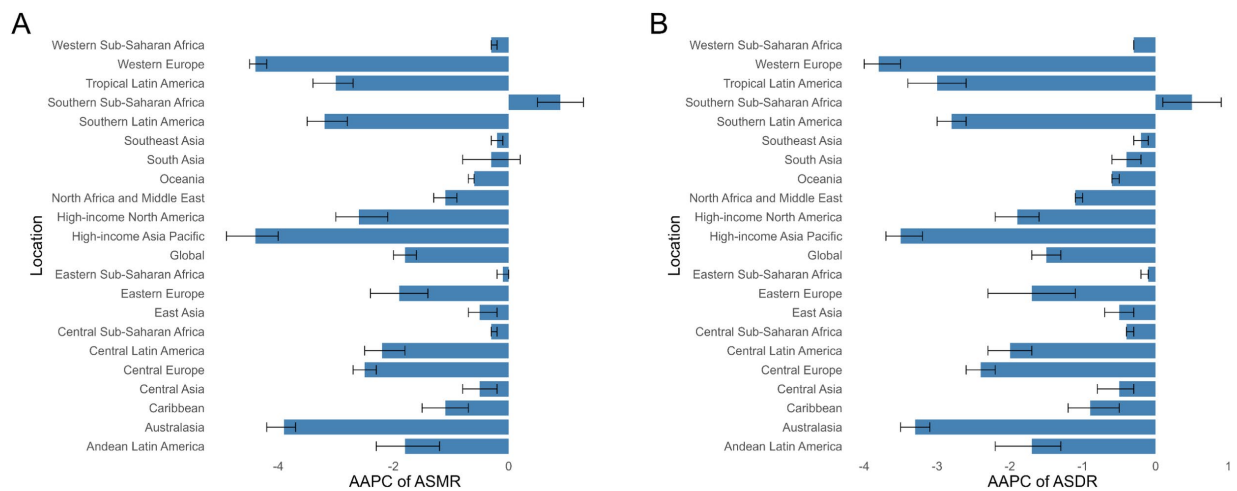 A
Western Sub-Saharan Africa
Western Europe
Tropical Latin America
Southern Sub-Saharan Africa
Southern Latin America
Southeast Asia
South Asia
Oceania
North Africa and Middle East
High-income North America
High-income Asia Pacific
Global
Eastern Sub-Saharan Africa
Eastern Europe
East Asia
Central Sub-Saharan Africa
Central Latin America
Central Europe
Central Asia
Caribbean
Australasia
Andean Latin America
Location
-4 -2 0
AAPC of ASMR
B
Western Sub-Saharan Africa
Western Europe
Tropical Latin America
Southern Sub-Saharan Africa
Southern Latin America
Southeast Asia
South Asia
Oceania
North Africa and Middle East
High-income North America
High-income Asia Pacific
Global
Eastern Sub-Saharan Africa
Eastern Europe
East Asia
Central Sub-Saharan Africa
Central Latin America
Central Europe
Central Asia
Caribbean
Australasia
Andean Latin America
Location
-4 -3 -2 -1 0 1
AAPC of ASDR